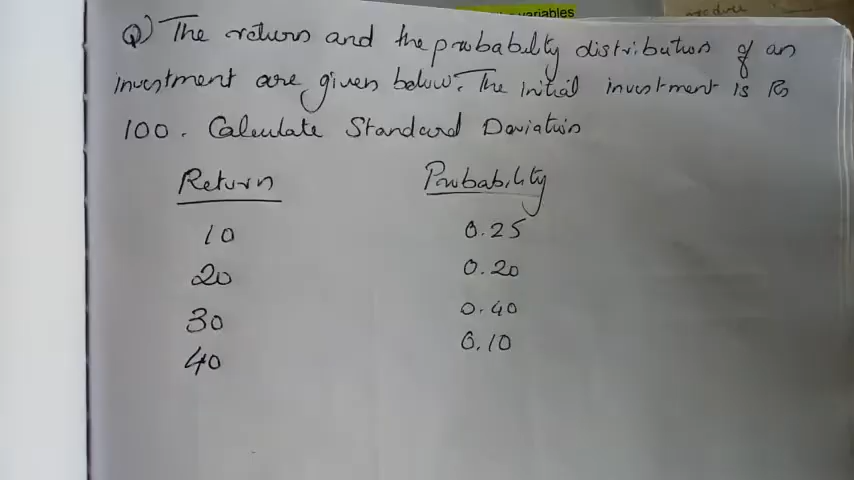 variables
Q) The return and the probability distribution of an
investment are given below. The initial investment is Rs
100. Calculate Standard Deviation
Return Probability
10 0.25
20 0.20
30 0.40
40 0.10